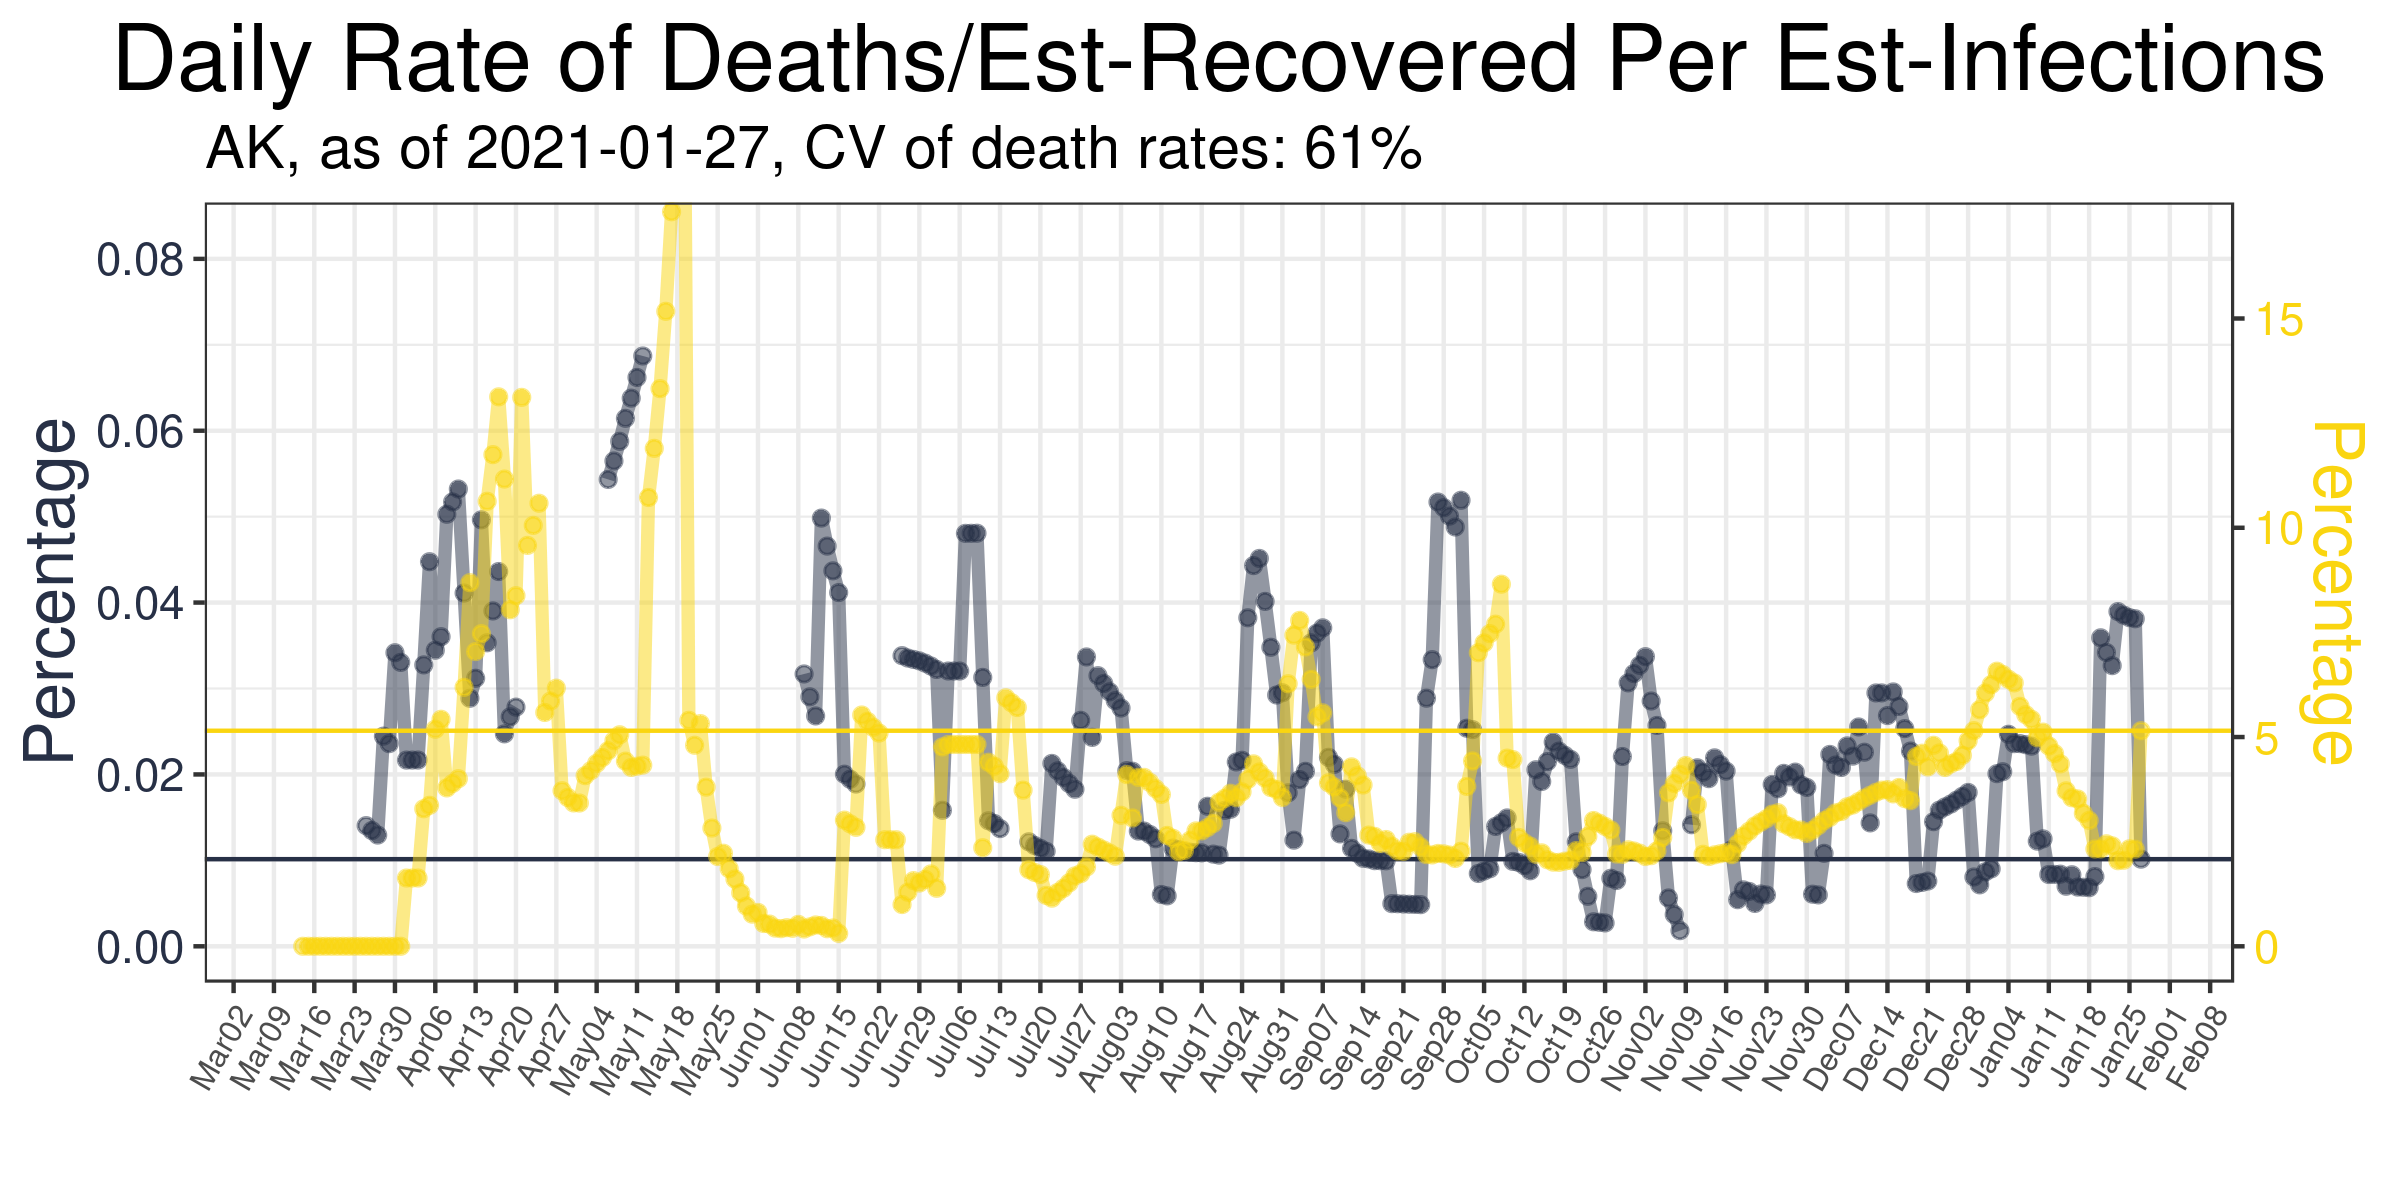 Daily Rate of Deaths/Est-Recovered Per Est-Infections
AK, as of 2021-01-27, CV of death rates: 61%
Percentage
0.08
0.06
0.04
0.02
0.00
15
10
5
0
Percentage
Mar02 Mar09 Mar16 Mar23 Mar30 Apr06 Apr13 Apr20 Apr27 May04 May11 May18 May25 Jun01 Jun08 Jun15 Jun22 Jun29 Jul06 Jul13 Jul20 Jul27 Aug03 Aug10 Aug17 Aug24 Aug31 Sep07 Sep14 Sep21 Sep28 Oct05 Oct12 Oct19 Oct26 Nov02 Nov09 Nov16 Nov23 Nov30 Dec07 Dec14 Dec21 Dec28 Jan04 Jan11 Jan18 Jan25 Feb01 Feb08